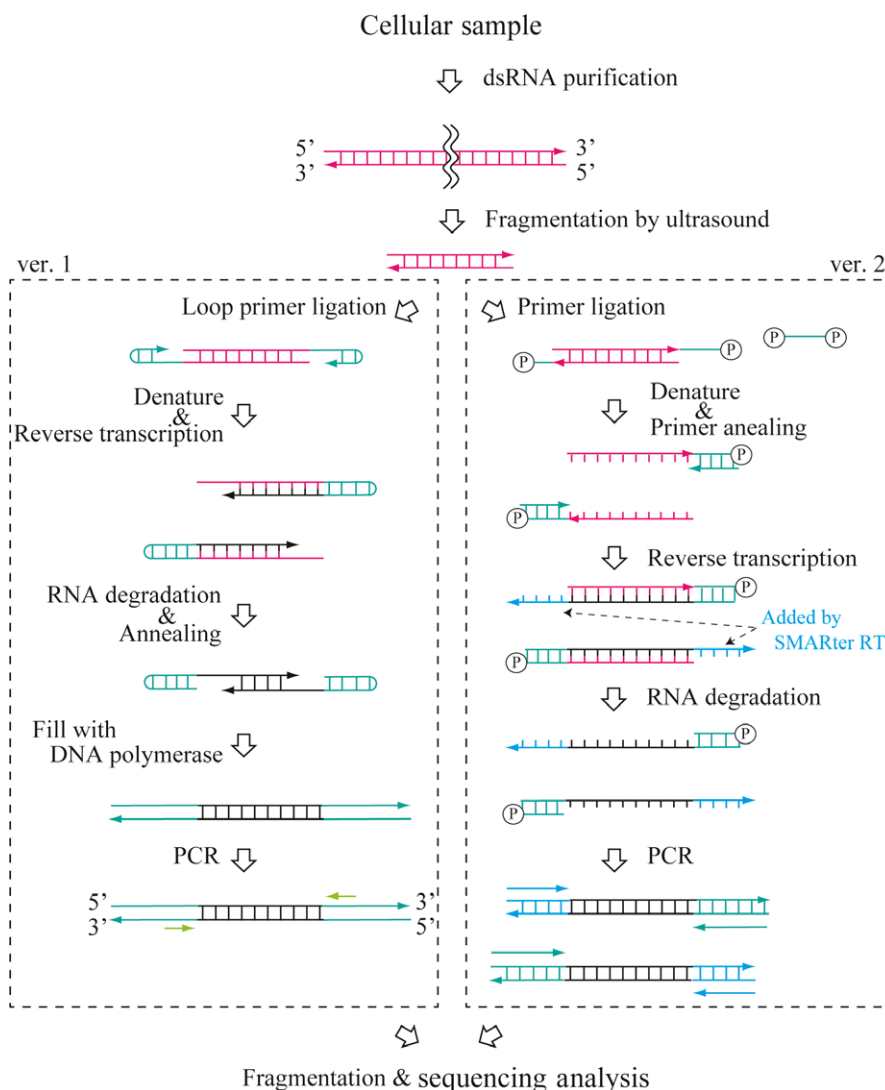 Cellular sample
dsRNA purification
5’ 3’
3’ 5’
Fragmentation by ultrasound
ver. 1
Loop primer ligation
Denature
&
Reverse transcription
RNA degradation
&
Annealing
Fill with
DNA polymerase
PCR
5’ 3’
3’ 5’
ver. 2
Primer ligation
P
P P
P
Denature
&
Primer anealing
P
P
Reverse transcription
P
Added by
SMARter RT
P
RNA degradation
P
P
PCR
Fragmentation & sequencing analysis